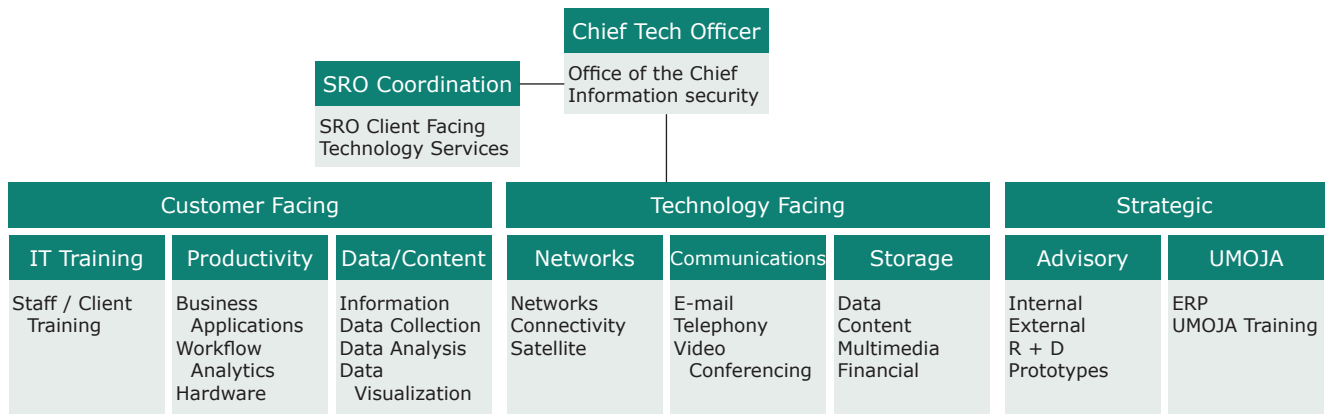 Chief Tech Officer
Office of the Chief
Information security
SRO Coordination
SRO Client Facing
Technology Services
Customer Facing
Technology Facing
Strategic
IT Training
Staff / Client
Training
Productivity
Business
Applications
Workflow
Analytics
Hardware
Data/Content
Information
Data Collection
Data Analysis
Data
Visualization
Networks
Networks
Connectivity
Satellite
Communications
E-mail
Telephony
Video
Conferencing
Storage
Data
Content
Multimedia
Financial
Advisory
Internal
External
R + D
Prototypes
UMOJA
ERP
UMOJA Training